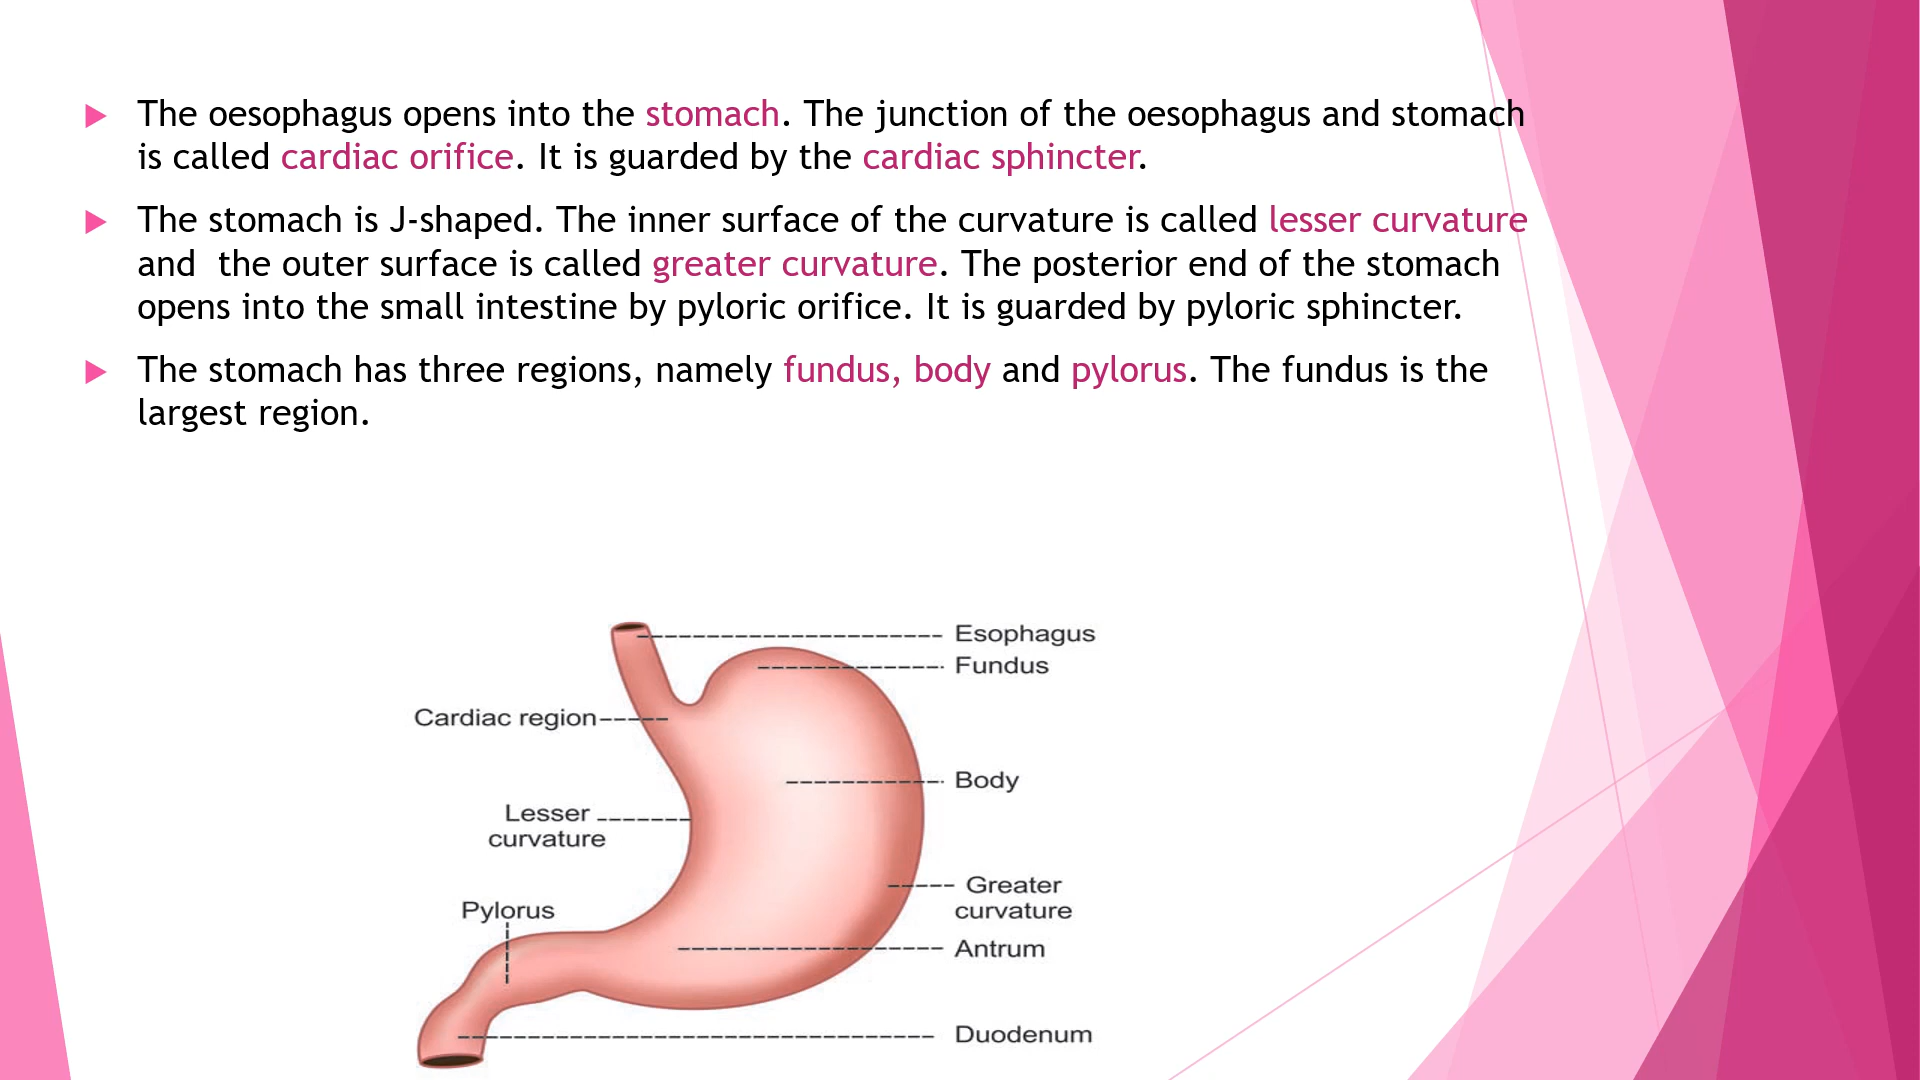 The oesophagus opens into the stomach. The junction of the oesophagus and stomach
is called cardiac orifice. It is guarded by the cardiac sphincter.
The stomach is J-shaped. The inner surface of the curvature is called lesser curvature
and  the outer surface is called greater curvature. The posterior end of the stomach
opens into the small intestine by pyloric orifice. It is guarded by pyloric sphincter.
The stomach has three regions, namely fundus, body and pylorus. The fundus is the
largest region.
Esophagus
Fundus
Cardiac region
Body
Lesser
curvature
Greater
curvature
Pylorus
Antrum
Duodenum